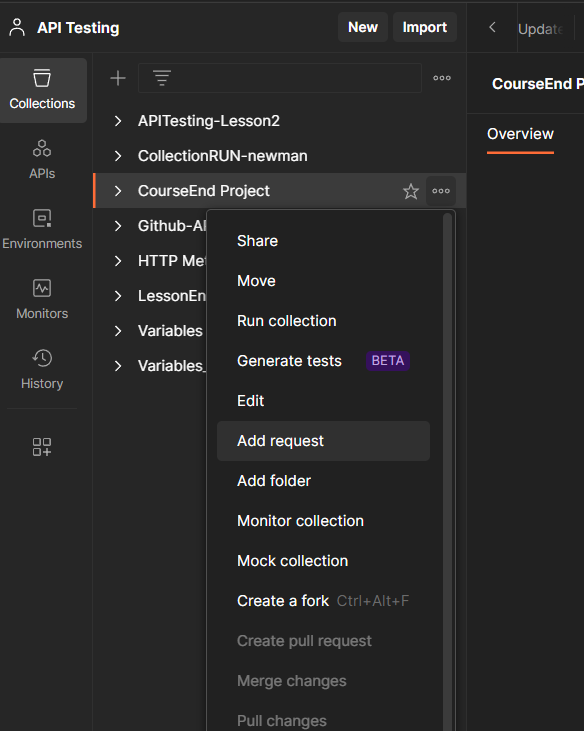 API Testing
New
Import
Collections
APIs
Environments
Monitors
History
APITesting-Lesson2
CollectionRUN-newman
CourseEnd Project
Github-AP
HTTP Met
LessonEn
Variables
Variables_
Share
Move
Run collection
Generate tests BETA
Edit
Add request
Add folder
Monitor collection
Mock collection
Create a fork Ctrl+Alt+F
Create pull request
Merge changes
Pull changes
Update
CourseEnd P
Overview